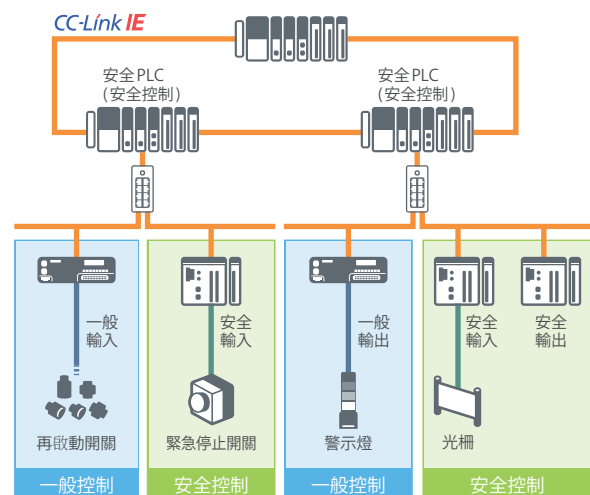 CC-Link IE
安全PLC
(安全控制)
安全PLC
(安全控制)
一般
輸入
安全
輸入
一般
輸出
安全
輸入
安全
輸出
再啟動開關
緊急停止開關
警示燈
光柵
一般控制
安全控制
一般控制
安全控制